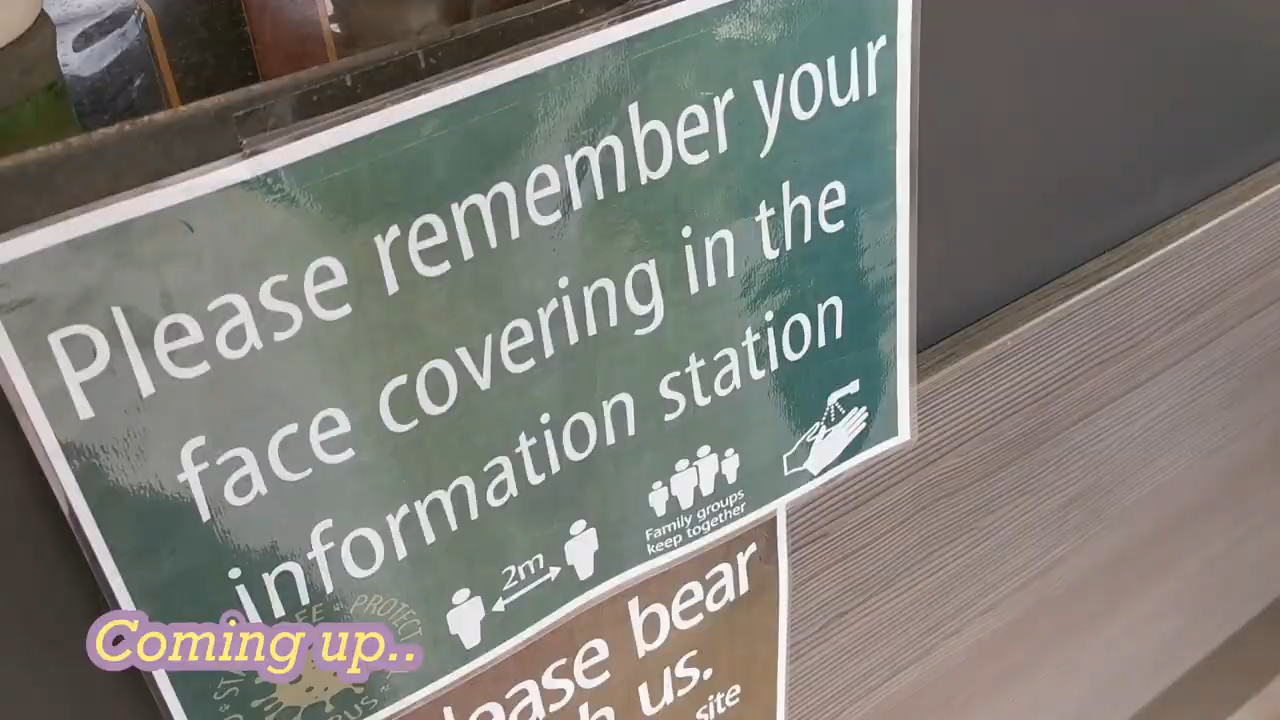 Please remember your
face covering in the
information station
2m
Family groups
keep together
PROTECT
Coming up..
bear
us.
site